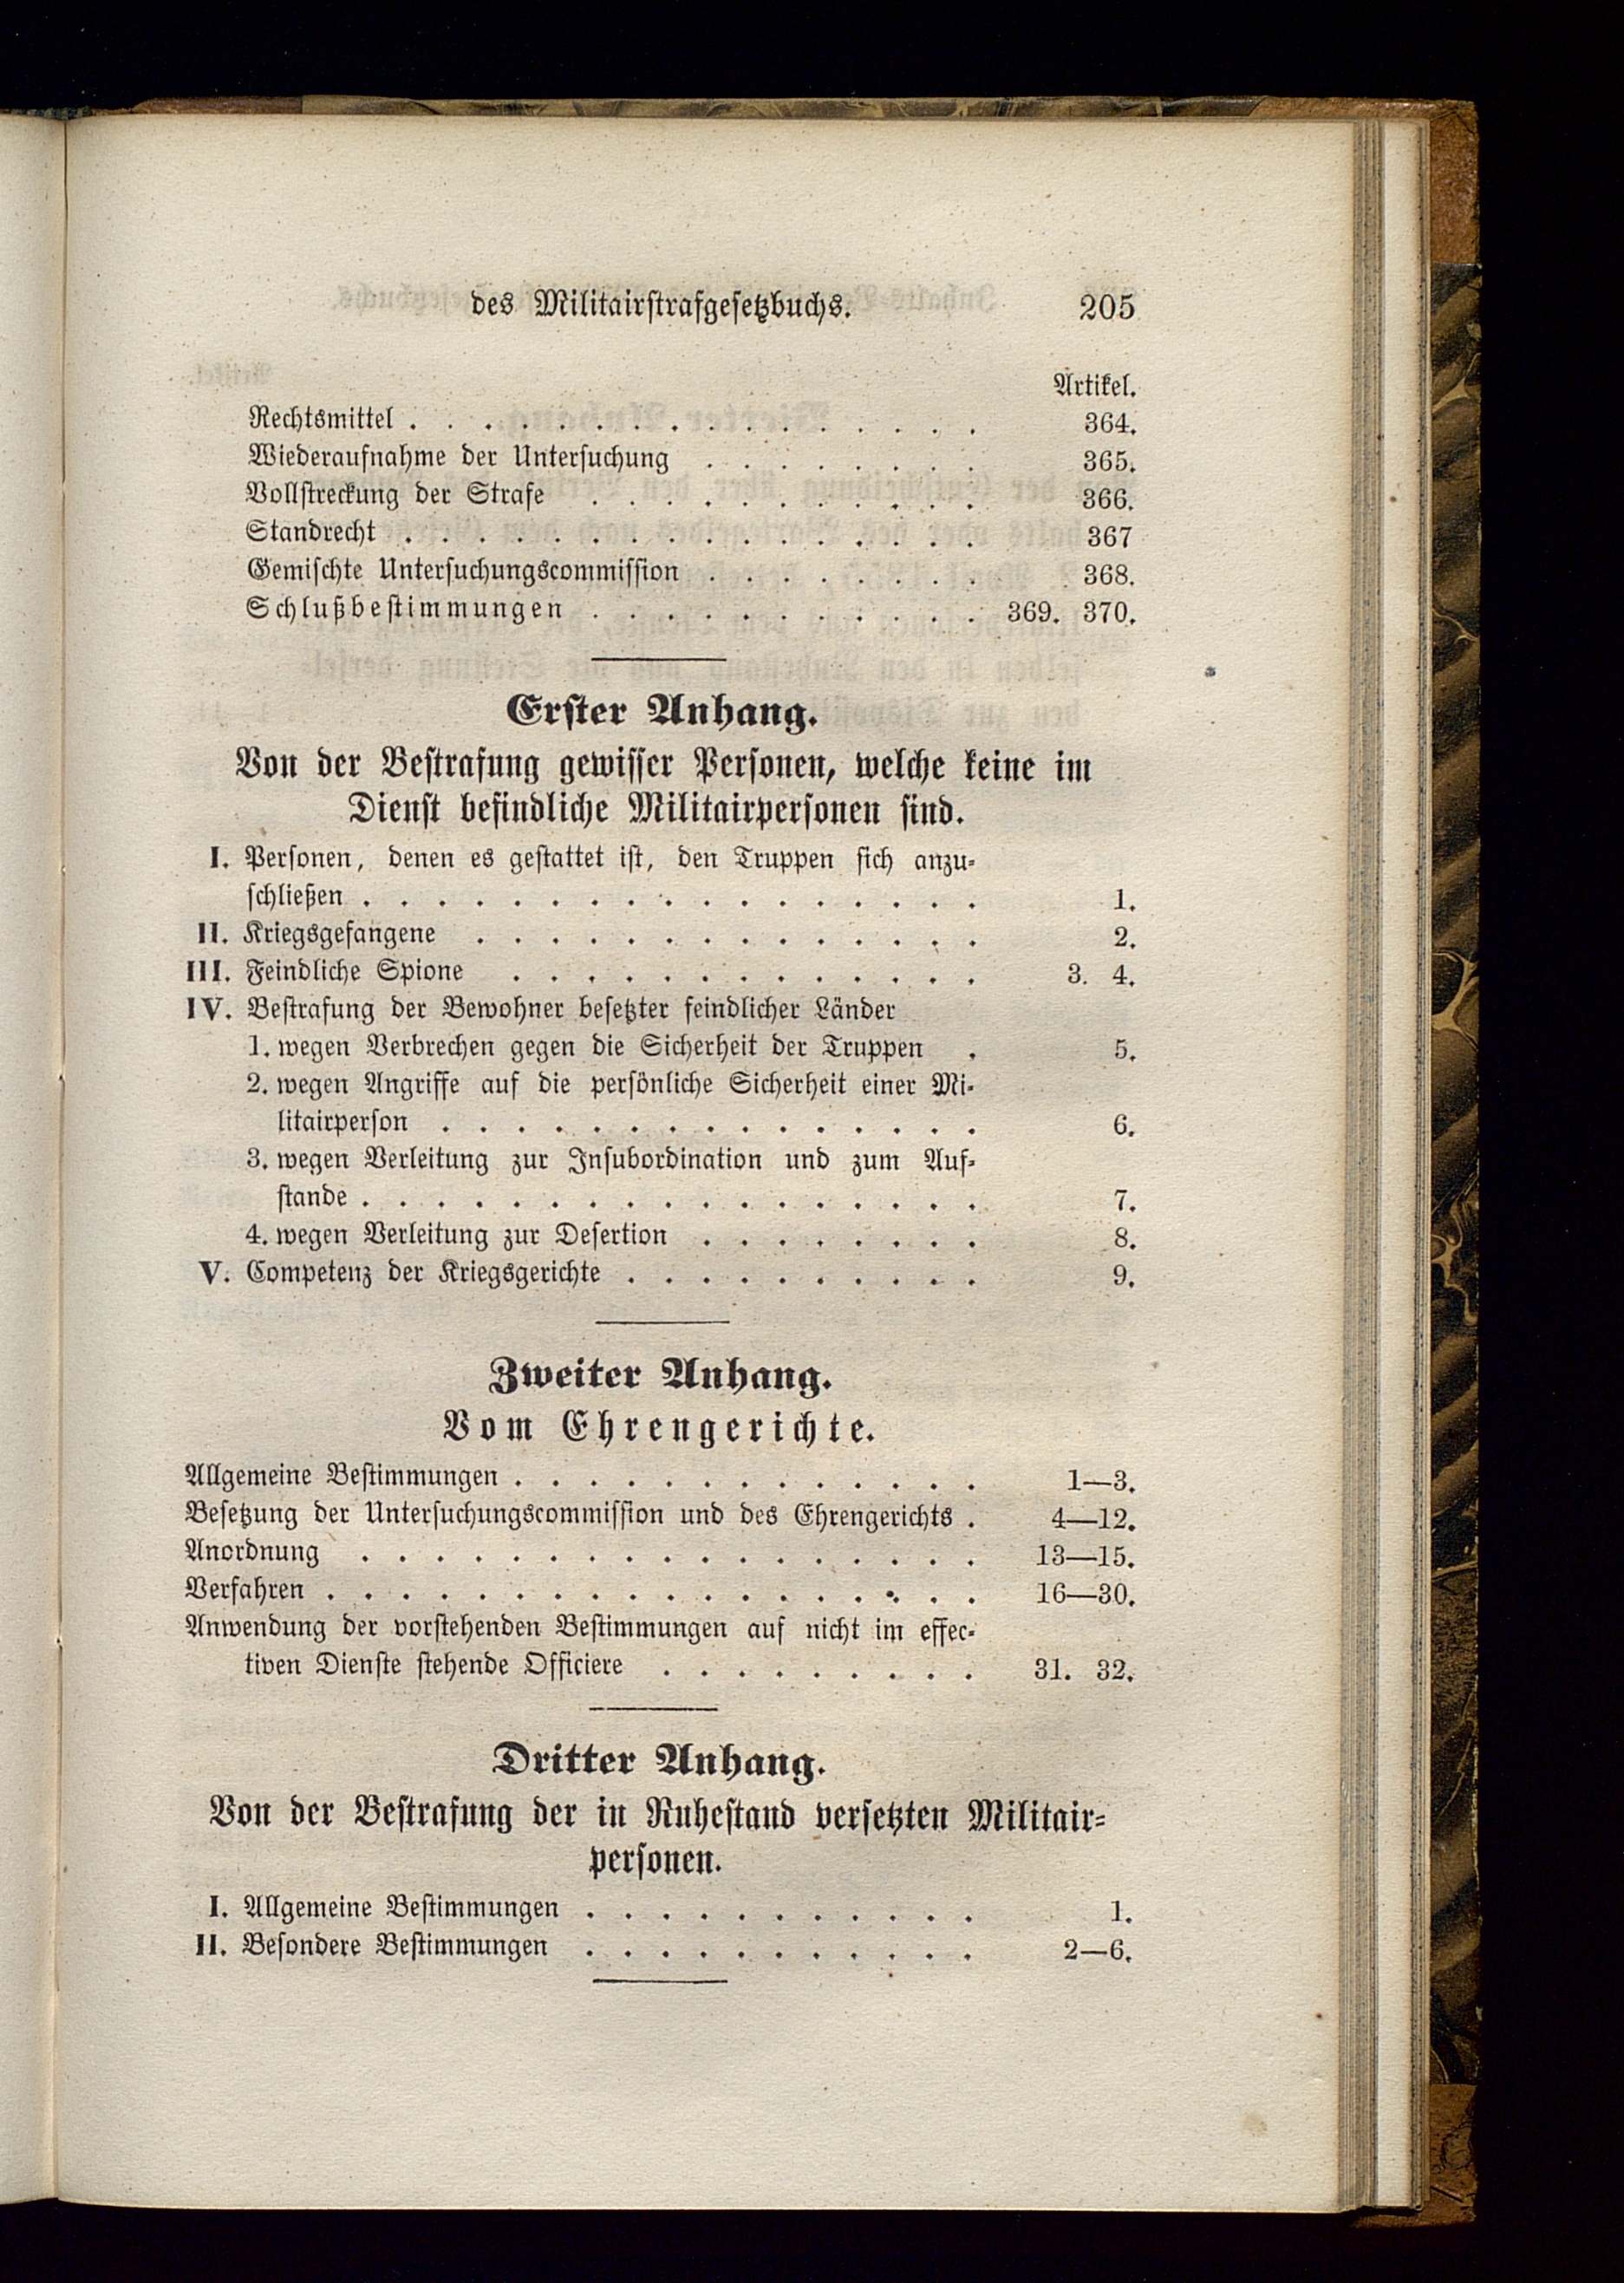 des Militairstrafgesetzbuchs. 205
Artikel.
Rechtsmittel . . . . . . . . . . . . . . . . 364.
Wiederaufnahme der Untersuchung . . . . . . . . 365.
Vollstreckung der Strafe . . . . . . . . . . . 366.
Standrecht . . . . . . . . . . . . . . . . 367
Gemischte Untersuchungscommission . . . . . . . . 368.
Schlußbestimmungen . . . . . . . . . . . 369. 370.
Erster Anhang.
Von der Bestrafung gewisser Personen, welche keine im
Dienst befindliche Militairpersonen sind.
I. Personen, denen es gestattet ist, den Truppen sich anzu-
schließen . . . . . . . . . . . . . . . . . 1.
II. Kriegsgefangene . . . . . . . . . . . . . . 2.
III. Feindliche Spione . . . . . . . . . . . . . 3. 4.
IV. Bestrafung der Bewohner besetzter feindlicher Länder
1. wegen Verbrechen gegen die Sicherheit der Truppen . 5.
2. wegen Angriffe auf die persönliche Sicherheit einer Mi-
litairperson . . . . . . . . . . . . . . . 6.
3. wegen Verleitung zur Insubordination und zum Auf-
stande . . . . . . . . . . . . . . . . . 7.
4. wegen Verleitung zur Desertion . . . . . . . . 8.
V. Competenz der Kriegsgerichte . . . . . . . . . . 9.
Zweiter Anhang.
Vom Ehrengerichte.
Allgemeine Bestimmungen . . . . . . . . . . . . . 1—3.
Besetzung der Untersuchungscommission und des Ehrengerichts . 4—12.
Anordnung . . . . . . . . . . . . . . . . . 13—15.
Verfahren . . . . . . . . . . . . . . . . . . 16—30.
Anwendung der vorstehenden Bestimmungen auf nicht im effec-
tiven Dienste stehende Officiere . . . . . . . . . 31. 32.
Dritter Anhang.
Von der Bestrafung der in Ruhestand versetzten Militair-
personen.
I. Allgemeine Bestimmungen . . . . . . . . . . . 1.
II. Besondere Bestimmungen . . . . . . . . . . . 2—6.